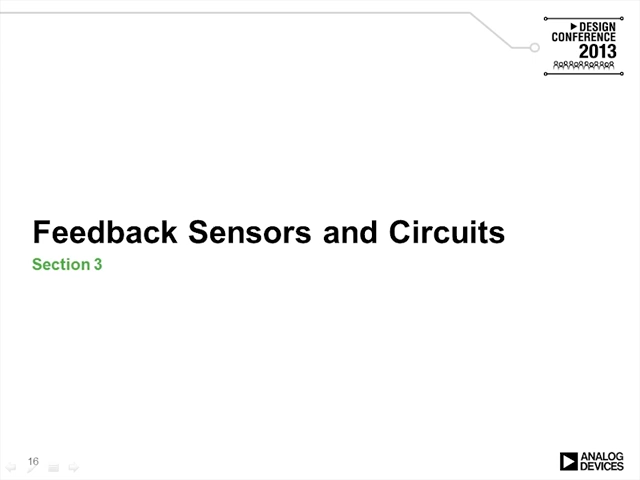 DESIGN
CONFERENCE
2013
Feedback Sensors and Circuits
Section 3
16
ANALOG
DEVICES